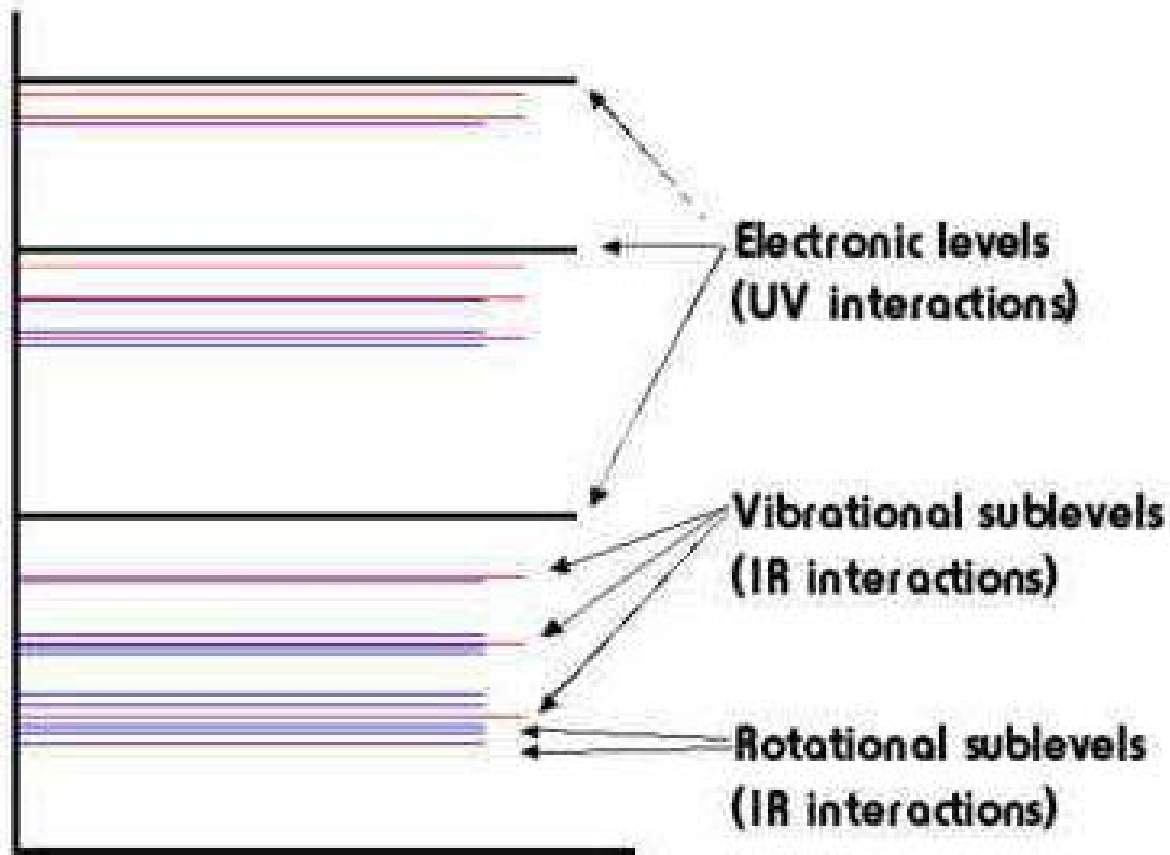 Electronic levels
(UV interactions)
Vibrational sublevels
(IR interactions)
Rotational sublevels
(IR interactions)